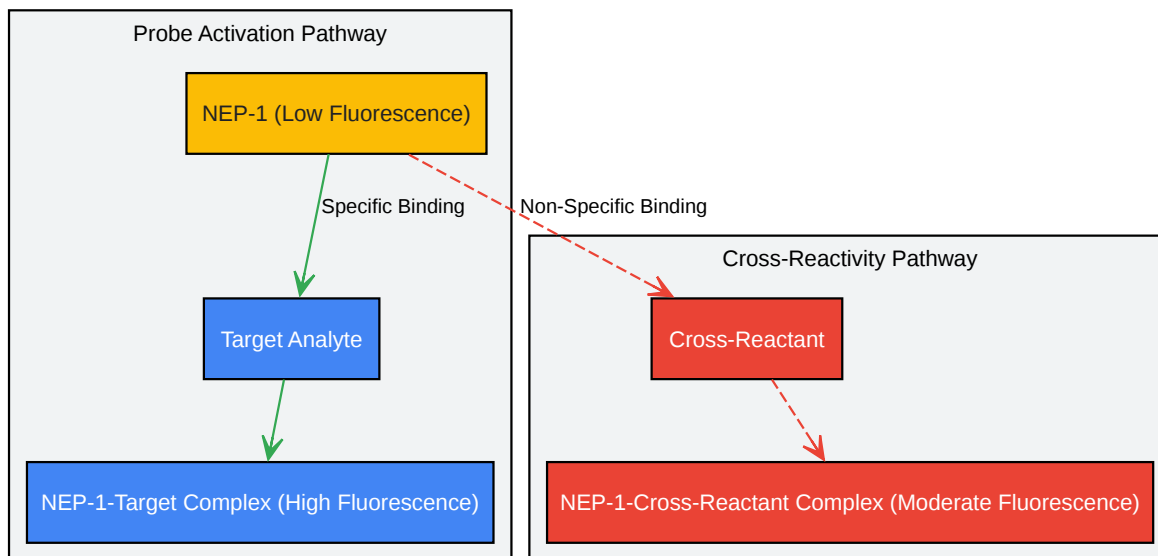 Probe Activation Pathway
NEP-1 (Low Fluorescence)
Specific Binding
Non-Specific Binding
Cross-Reactivity Pathway
Target Analyte
Cross-Reactant
NEP-1-Target Complex (High Fluorescence)
NEP-1-Cross-Reactant Complex (Moderate Fluorescence)